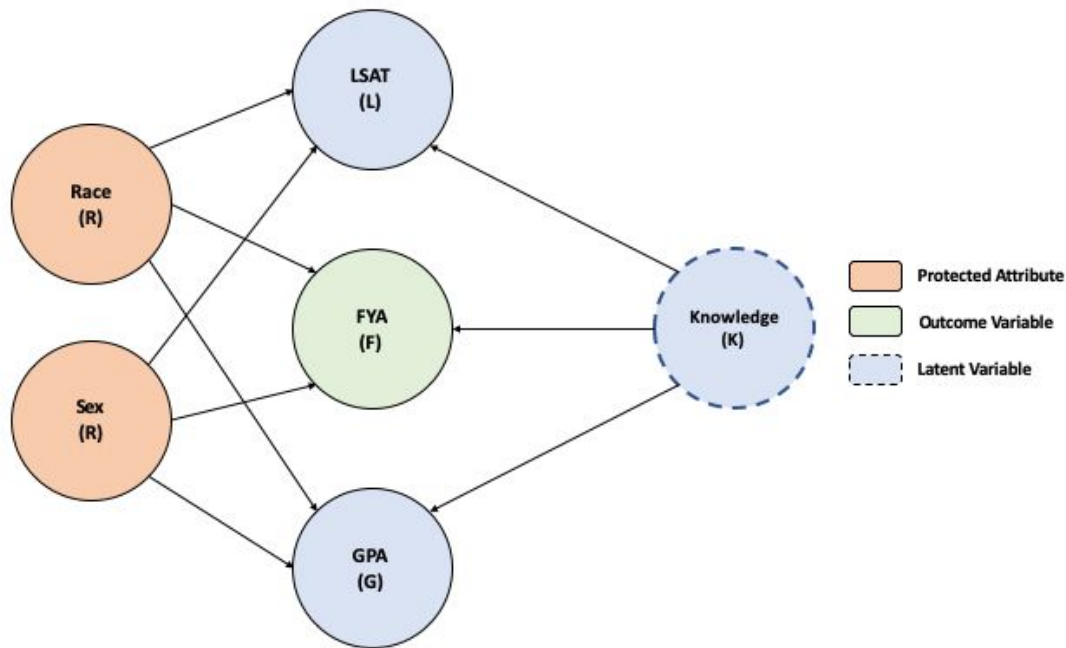 LSAT
(L)
Race
(R)
FYA
(F)
Knowledge
(K)
Sex
(R)
GPA
(G)
Protected Attribute
Outcome Variable
Latent Variable